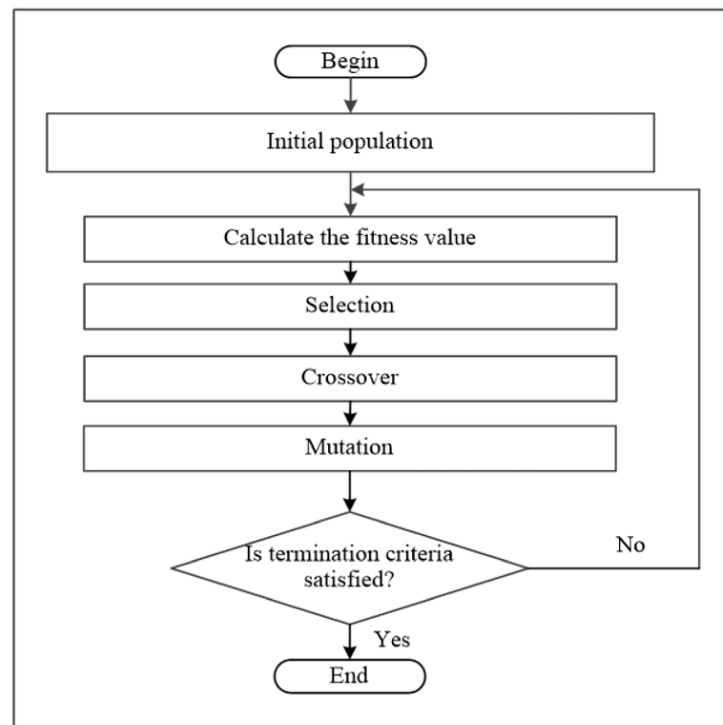 Begin
Initial population
Calculate the fitness value
Selection
Crossover
Mutation
Is termination criteria
satisfied?
No
Yes
End